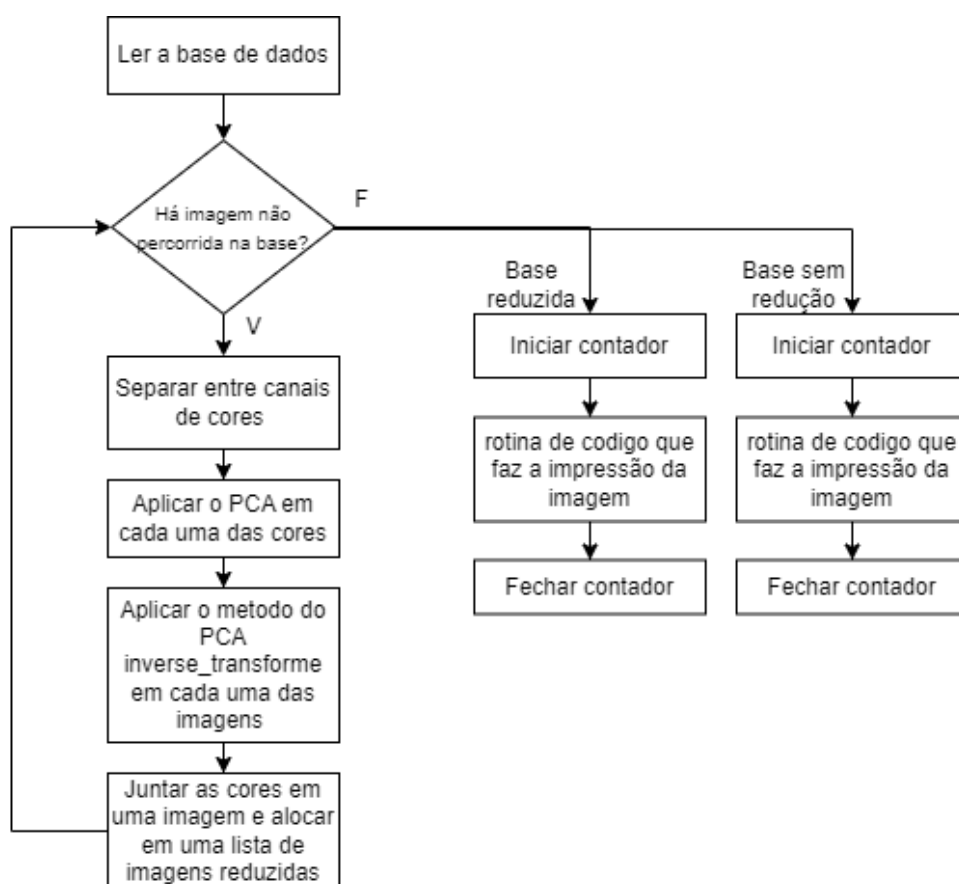 Ler a base de dados
Há imagem não
percorrida na base?
F
V
Base
reduzida
Base sem
redução
Iniciar contador
Iniciar contador
Separar entre canais
de cores
rotina de codigo que
faz a impressão da
imagem
rotina de codigo que
faz a impressão da
imagem
Aplicar o PCA em
cada uma das cores
Fechar contador
Fechar contador
Aplicar o metodo do
PCA
inverse_transforme
em cada uma das
imagens
Juntar as cores em
uma imagem e alocar
em uma lista de
imagens reduzidas